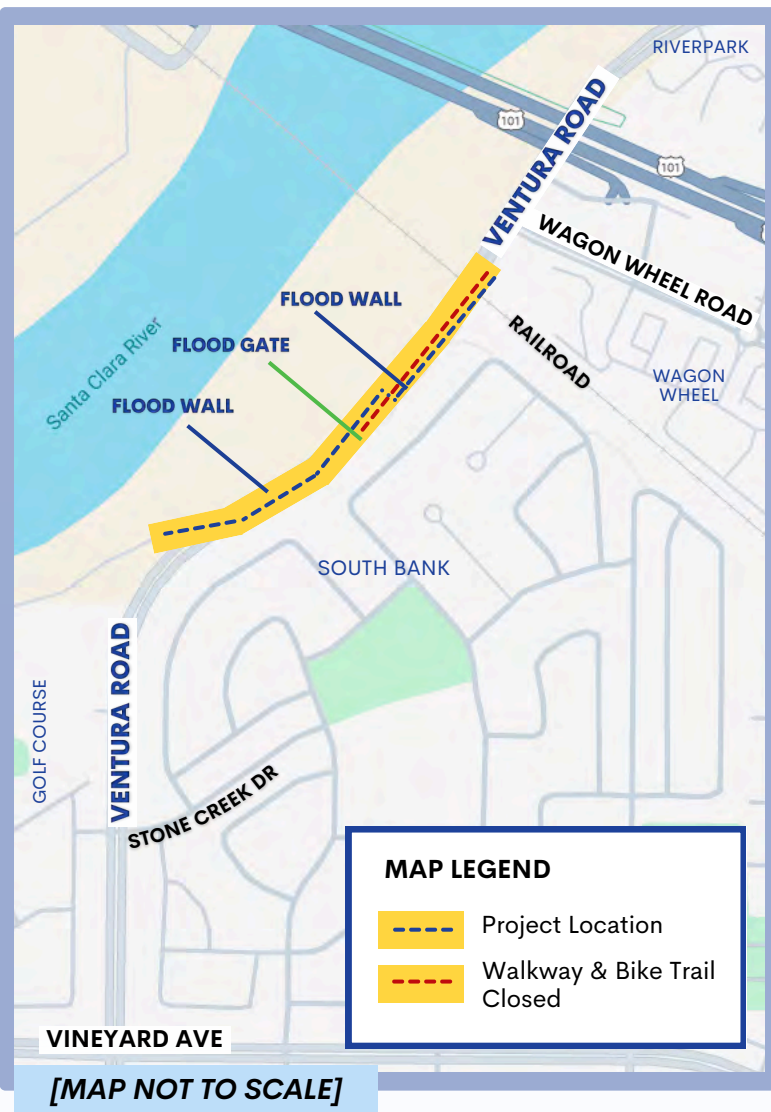 RIVERPARK
101
101
VENTURA ROAD
WAGON WHEEL ROAD
FLOOD WALL
RAILROAD
FLOOD GATE
Santa Clara River
WAGON
WHEEL
FLOOD WALL
SOUTH BANK
VENTURA ROAD
GOLF COURSE
STONE CREEK DR
MAP LEGEND
Project Location
Walkway & Bike Trail
Closed
VINEYARD AVE
[MAP NOT TO SCALE]